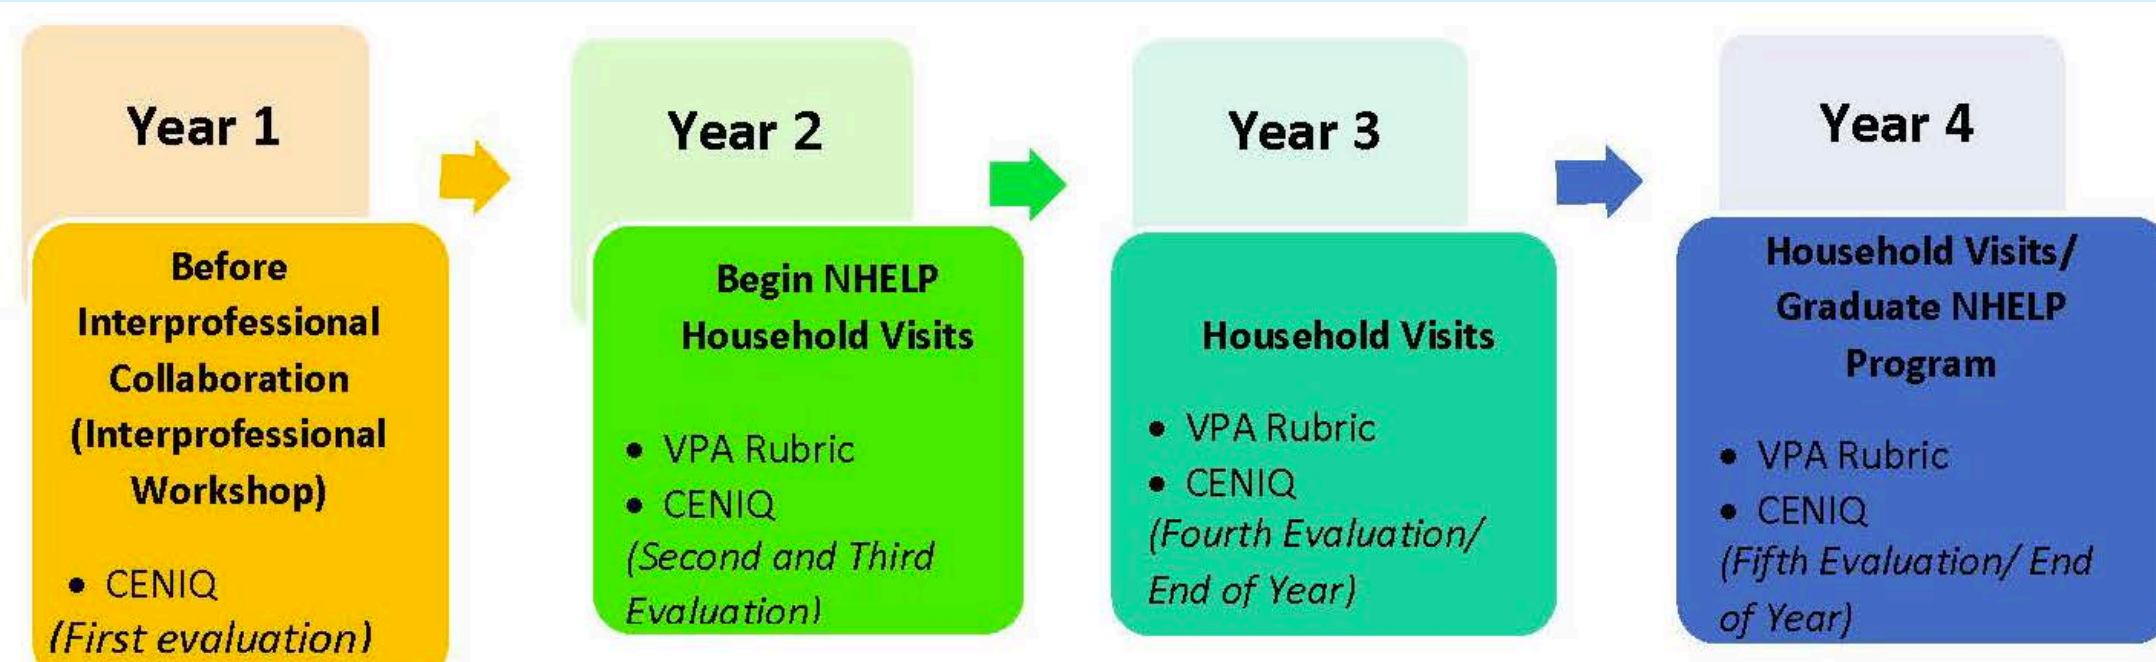 Year 1
Before
Interprofessional
Collaboration
(Interprofessional
Workshop)
• CENIQ
(First evaluation)
Year 2
Begin NHELP
Household Visits
• VPA Rubric
• CENIQ
(Second and Third
Evaluation)
Year 3
Household Visits
• VPA Rubric
• CENIQ
(Fourth Evaluation/
End of Year)
Year 4
Household Visits/
Graduate NHELP
Program
• VPA Rubric
• CENIQ
(Fifth Evaluation/ End
of Year)